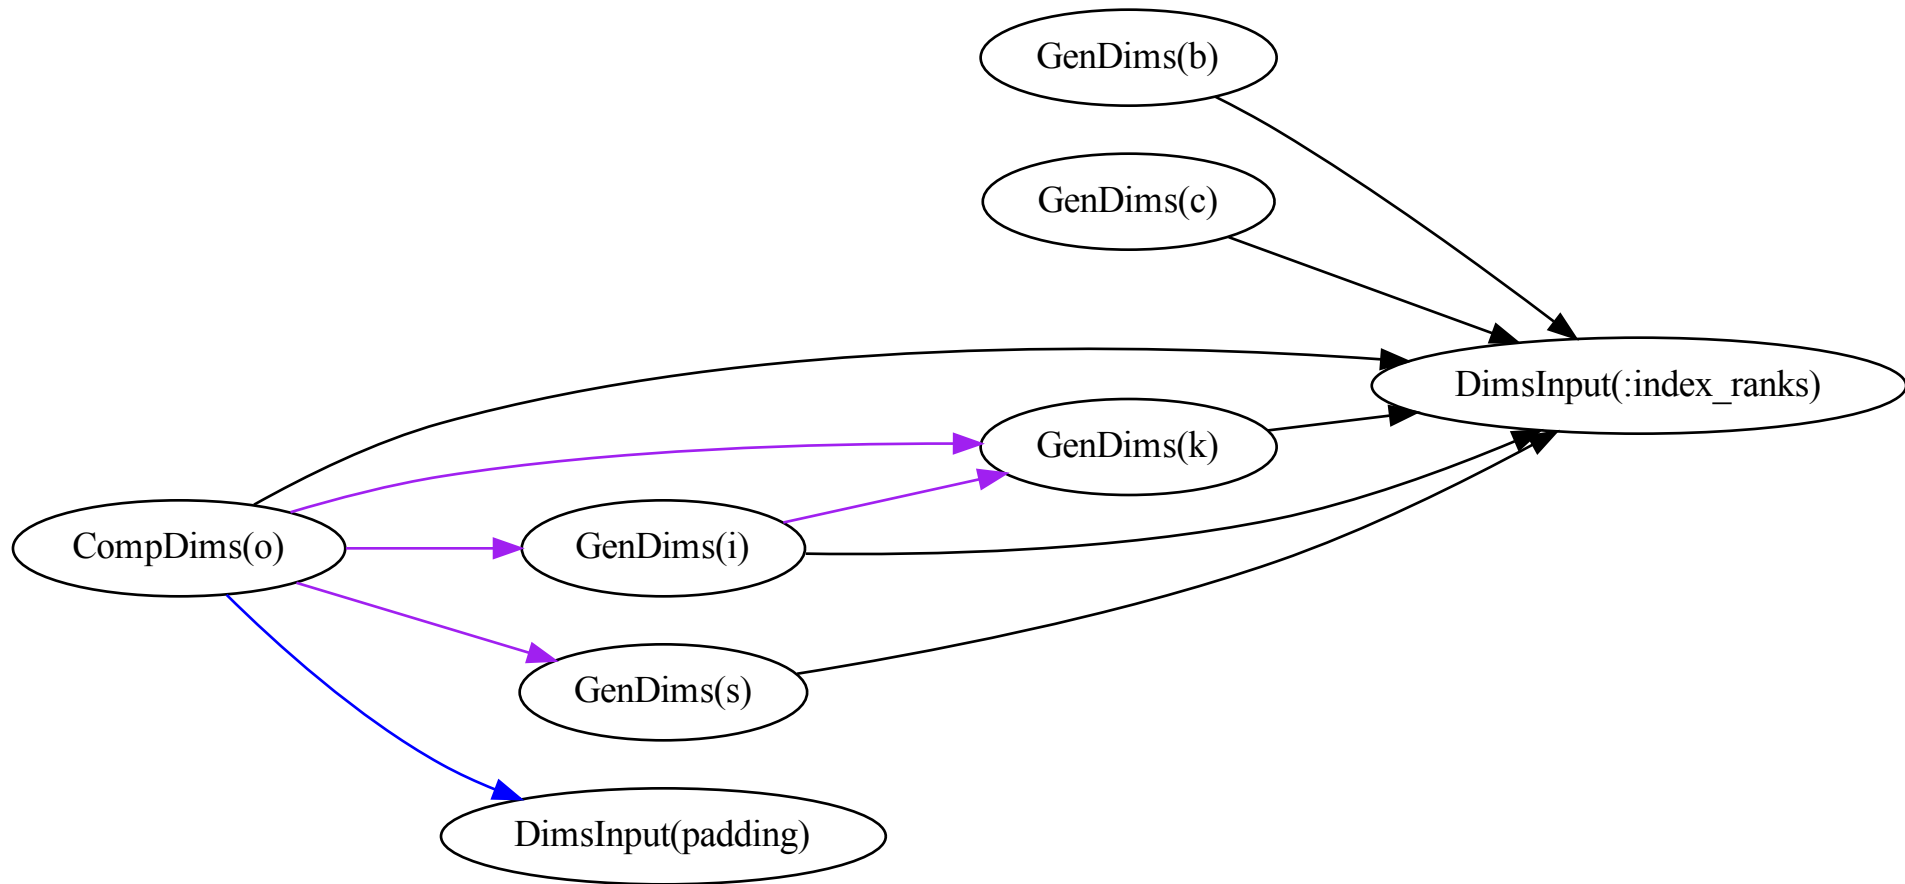 GenDims(b)
GenDims(c)
DimsInput(:index_ranks)
GenDims(k)
CompDims(o)
GenDims(i)
GenDims(s)
DimsInput(padding)